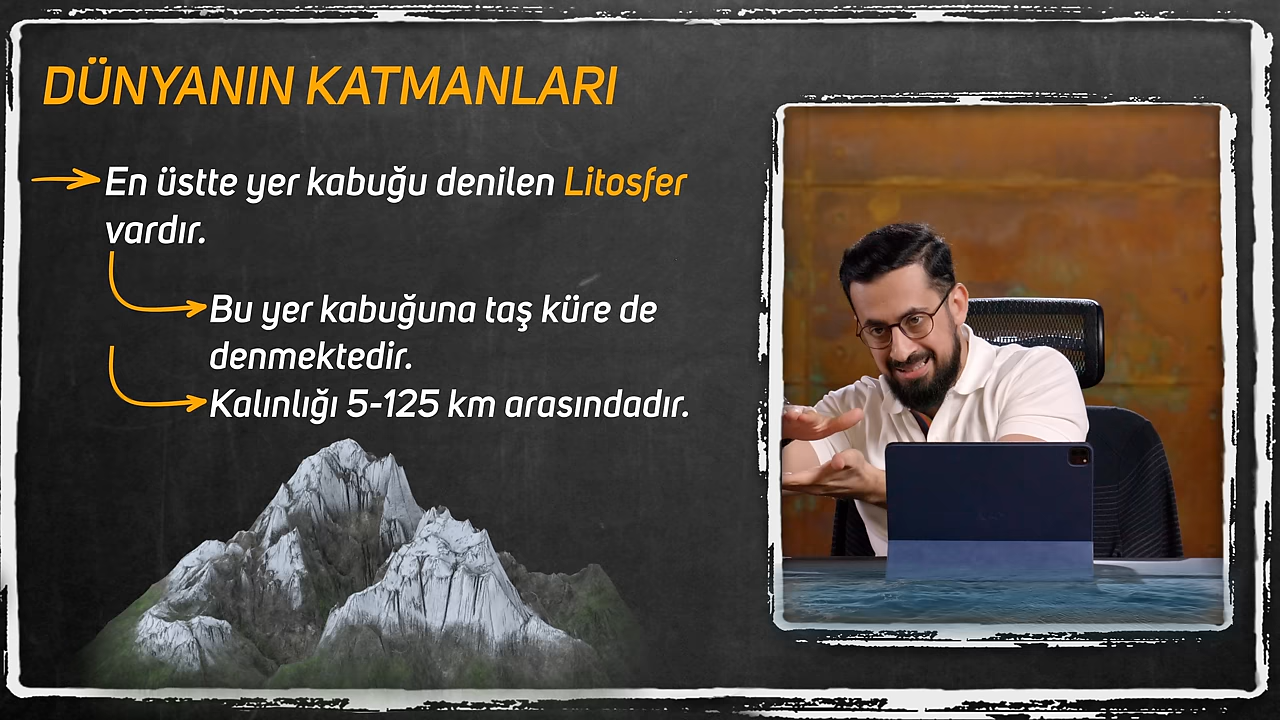 DÜNYANIN KATMANLARI
En üstte yer kabuğu denilen Litosfer
vardır.
Bu yer kabuğuna taş küre de
denmektedir.
Kalınlığı 5-125 km arasındadır.